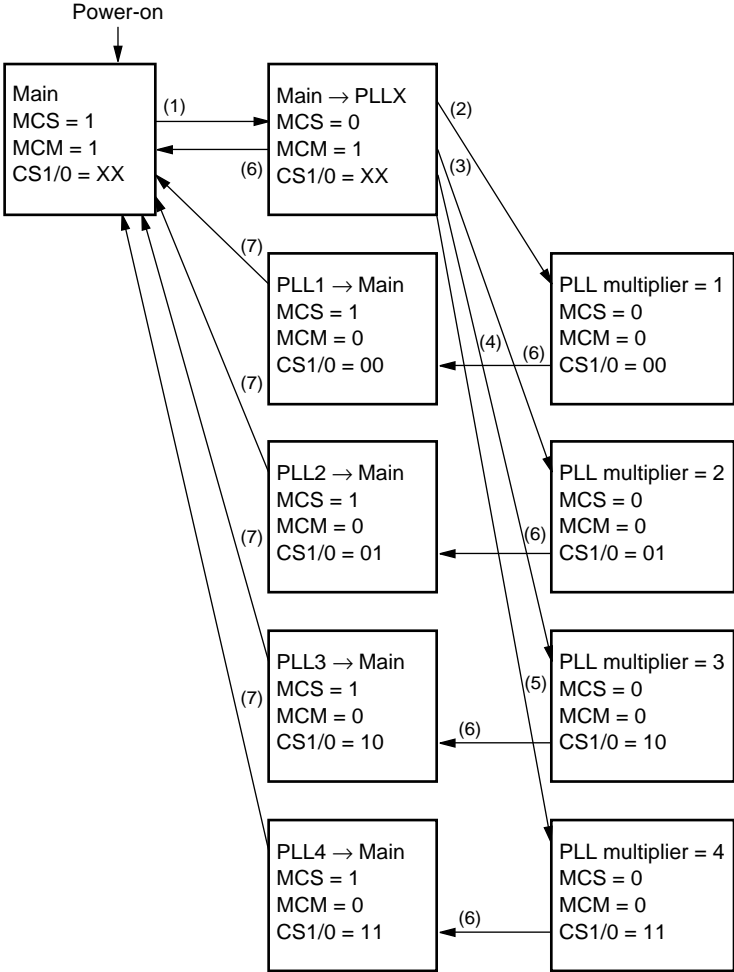 Power-on
Main
MCS = 1
MCM = 1
CS1/0 = XX
(1)
(6)
Main → PLLX
MCS = 0
MCM = 1
CS1/0 = XX
(2)
(3)
(4)
(5)
(7)
PLL1 → Main
MCS = 1
MCM = 0
CS1/0 = 00
(6)
PLL multiplier = 1
MCS = 0
MCM = 0
CS1/0 = 00
(7)
PLL2 → Main
MCS = 1
MCM = 0
CS1/0 = 01
(6)
PLL multiplier = 2
MCS = 0
MCM = 0
CS1/0 = 01
(7)
PLL3 → Main
MCS = 1
MCM = 0
CS1/0 = 10
(6)
PLL multiplier = 3
MCS = 0
MCM = 0
CS1/0 = 10
(7)
PLL4 → Main
MCS = 1
MCM = 0
CS1/0 = 11
(6)
PLL multiplier = 4
MCS = 0
MCM = 0
CS1/0 = 11